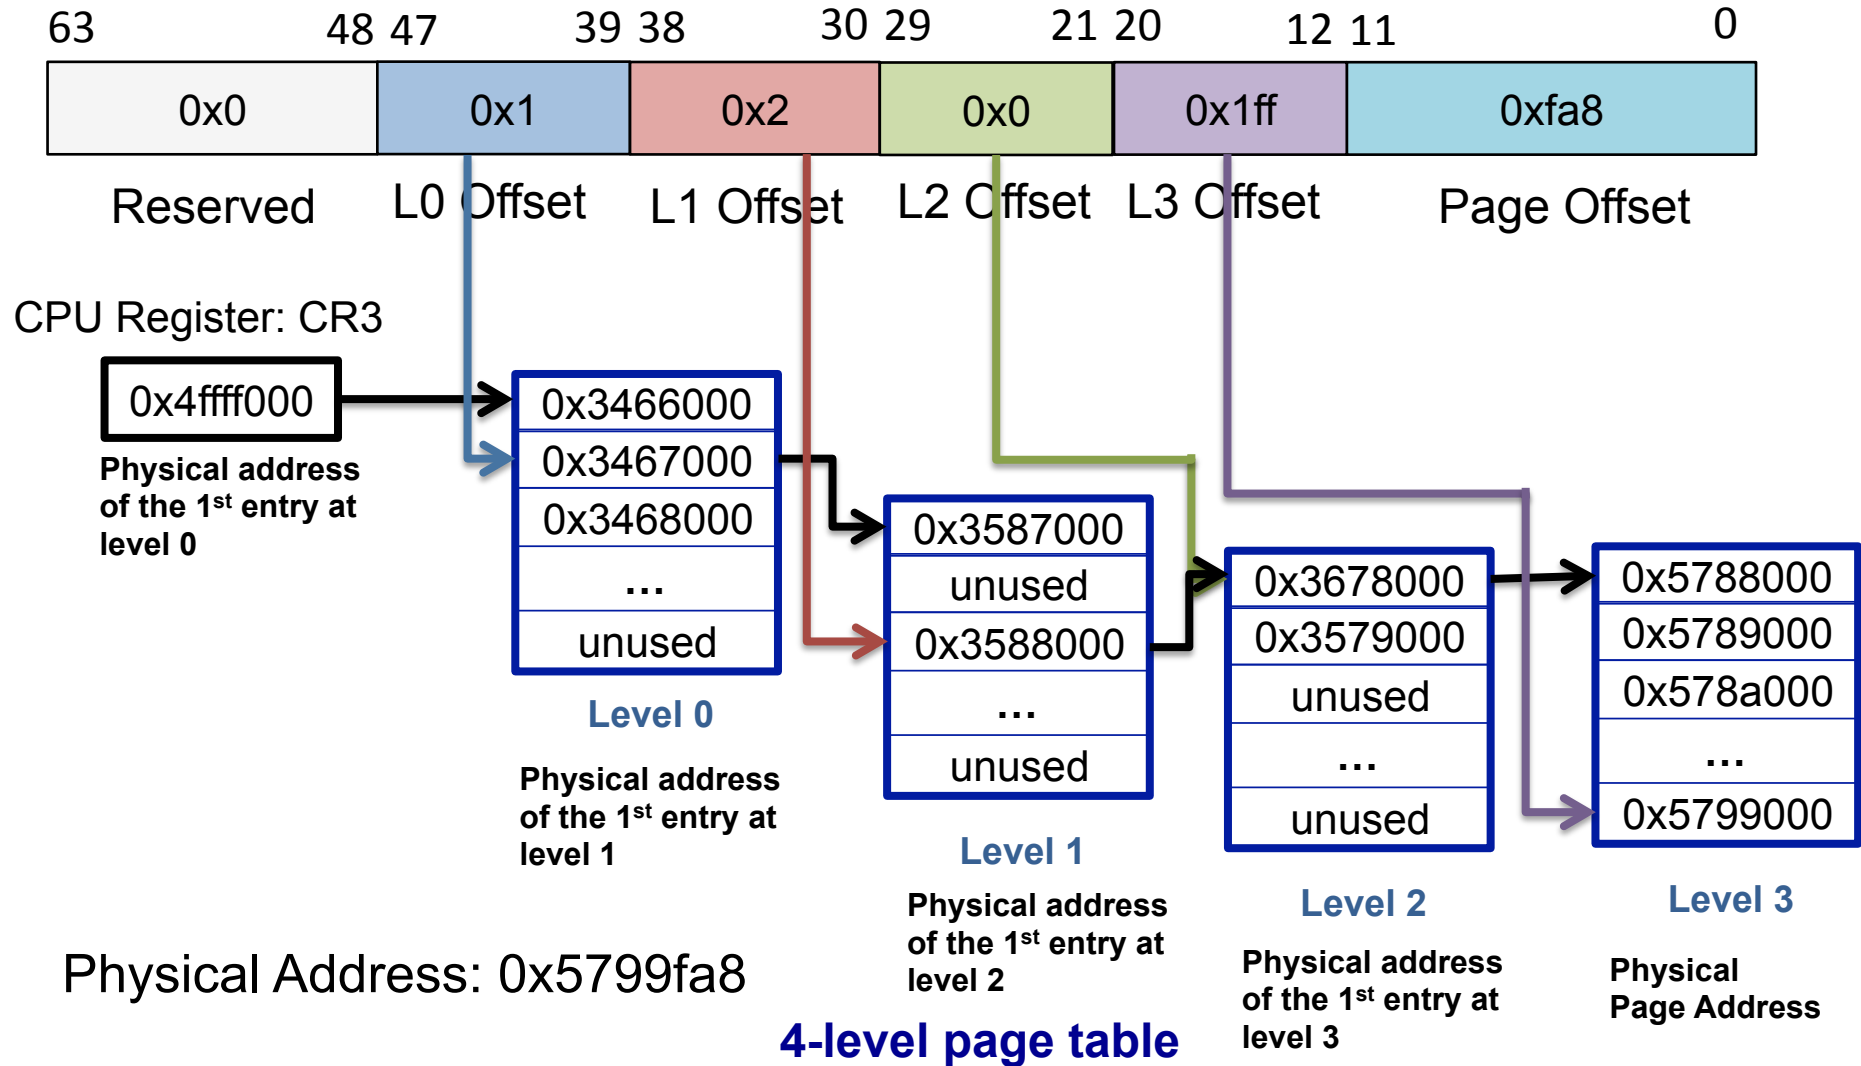 63 48 47 39 38 30 29 21 20 12 11 0
0x0 0x1 0x2 0x0 0x1ff 0xfa8
Reserved L0 Offset L1 Offset L2 Offset L3 Offset Page Offset
CPU Register: CR3
0x4ffff000
Physical address
of the 1st entry at
level 0
0x3466000
0x3467000
0x3468000
...
unused
Level 0
Physical address
of the 1st entry at
level 1
0x3587000
unused
0x3588000
...
unused
Level 1
Physical address
of the 1st entry at
level 2
0x3678000
0x3579000
unused
...
unused
Level 2
Physical address
of the 1st entry at
level 3
0x5788000
0x5789000
0x578a000
...
0x5799000
Level 3
Physical
Page Address
Physical Address: 0x5799fa8
4-level page table